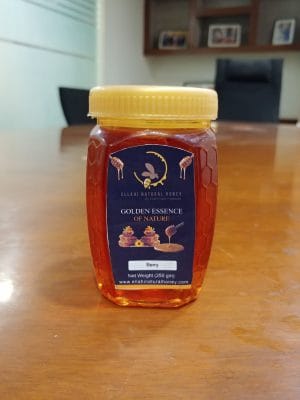 ELLAHI NATURAL HONEY
GOLDEN ESSENCE
OF NATURE
Berry
Net Weight (250 gm)
www.ellahinaturalhoney.com